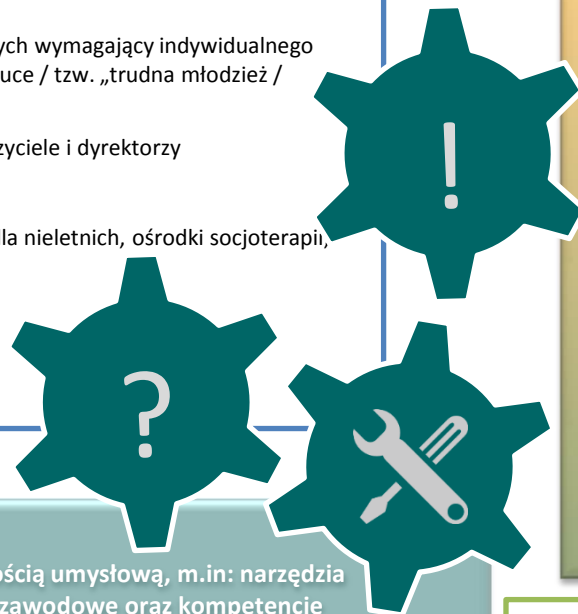 ych wymagający indywidualnego
uce / tzw. „trudna młodzież /
zyciele i dyrektorzy
!
la nieletnich, ośrodki socjoterapii,
?
ością umysłową, m.in: narzędzia
zawodowe oraz kompetencje